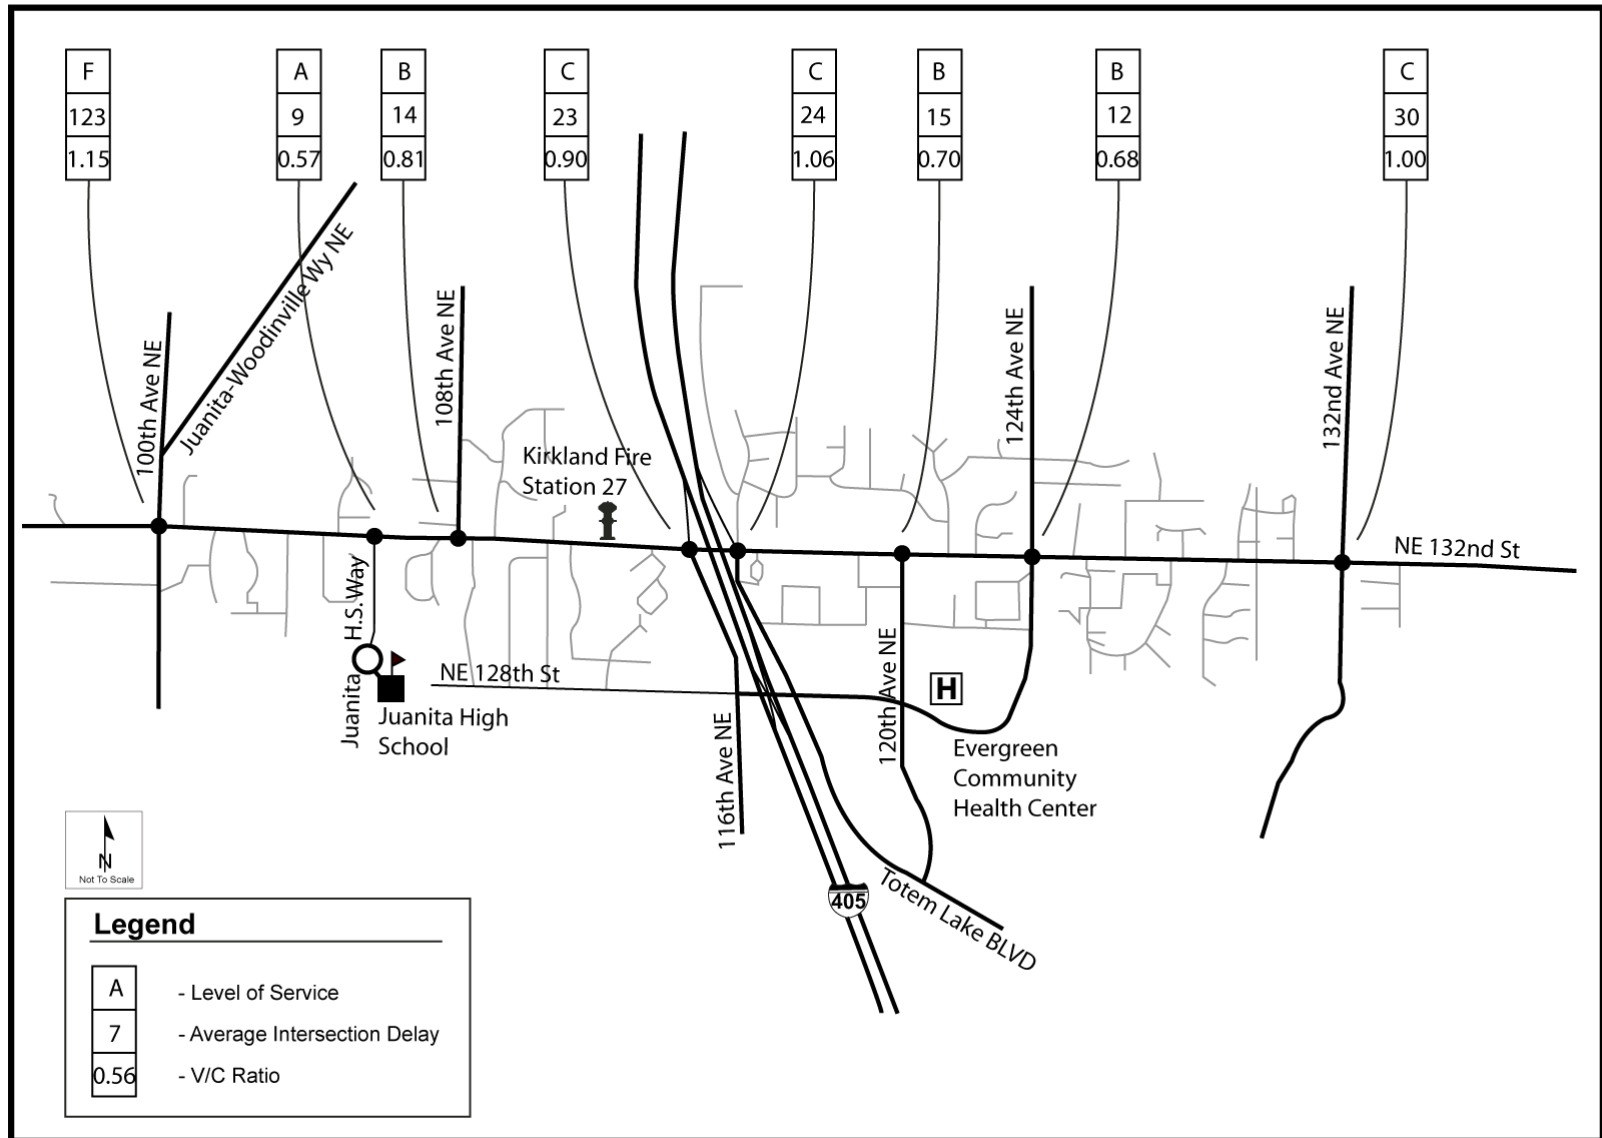 F
123
1.15
A
9
0.57
B
14
0.81
C
23
0.90
C
24
1.06
B
15
0.70
B
12
0.68
C
30
1.00
100th Ave NE
Juanita-Woodinville Wy NE
108th Ave NE
Kirkland Fire
Station 27
124th Ave NE
132nd Ave NE
NE 132nd St
Juanita H.S. Way
NE 128th St
Juanita High
School
116th Ave NE
120th Ave NE
H
Evergreen
Community
Health Center
405
Totem Lake BLVD
N
Not To Scale
Legend
A
- Level of Service
7
- Average Intersection Delay
0.56
- V/C Ratio